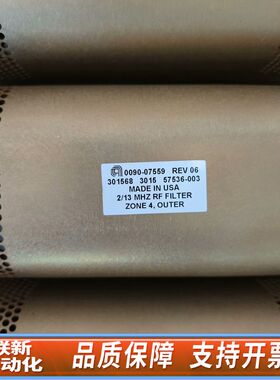 0090-07559 REV 06
301568 3015 57536-003
MADE IN USA
2/13 MHZ RF FILTER
ZONE 4, OUTER
联新
自动化
品质保障 支持开票